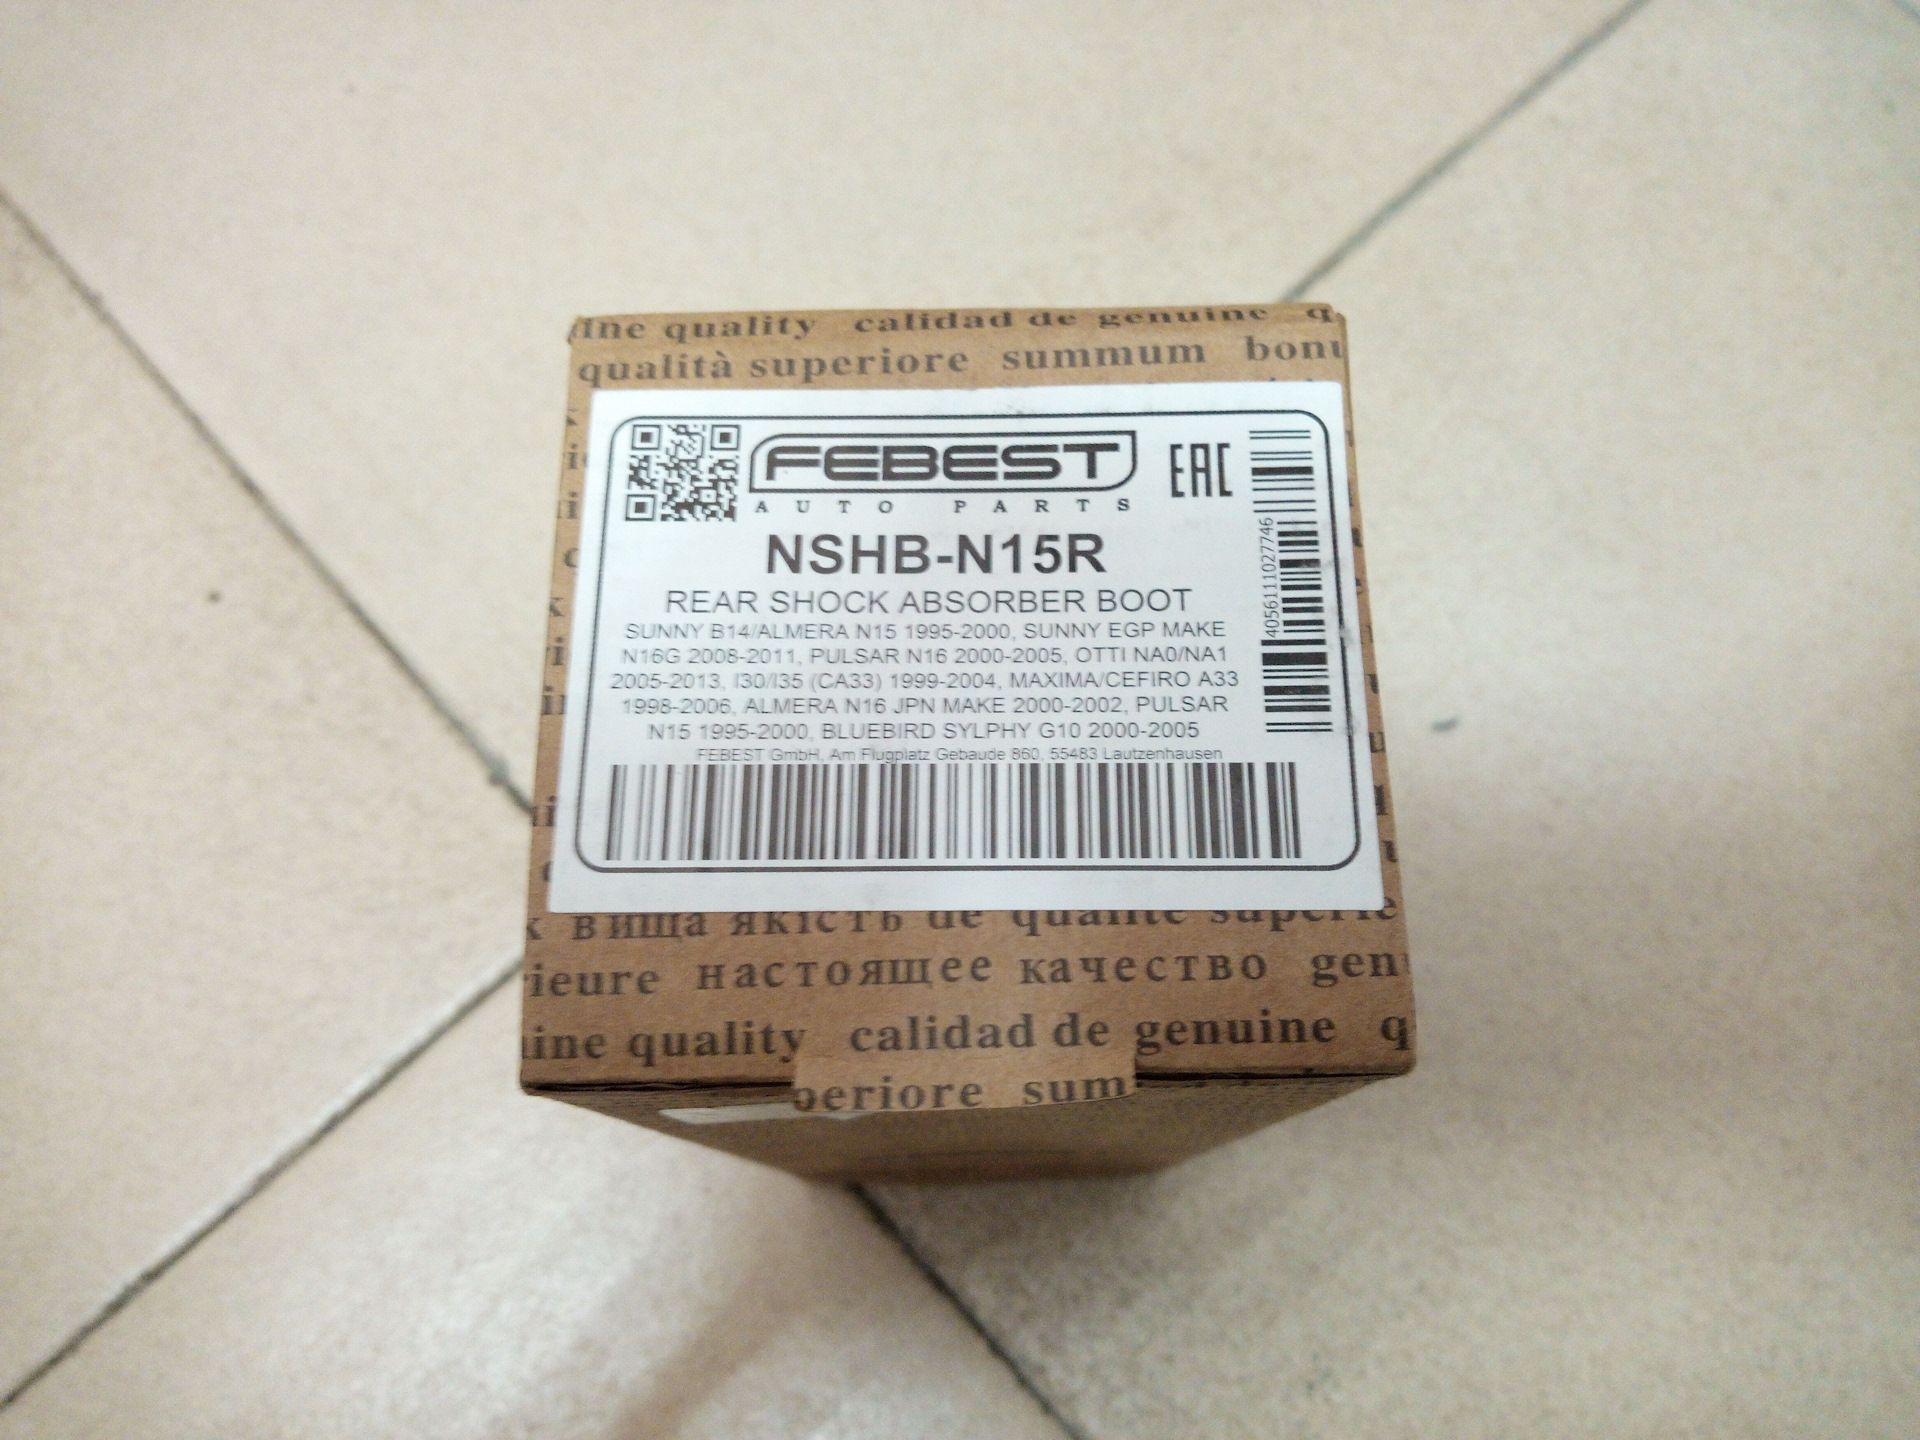 ine quality calidad de genuine q
qualità superiore summum bonu
FEBEST
AUTO PARTS
EAC
NSHB-N15R
REAR SHOCK ABSORBER BOOT
SUNNY B14/ALMERA N15 1995-2000, SUNNY EGP MAKE
N16G 2008-2011, PULSAR N16 2000-2005, OTTI NA0/NA1
2005-2013, I30/I35 (CA33) 1999-2004, MAXIMA/CEFIRO A33
1998-2006, ALMERA N16 JPN MAKE 2000-2002, PULSAR
N15 1995-2000, BLUEBIRD SYLPHY G10 2000-2005
FEBEST GmbH, Am Flugplatz Gebaude 860, 55483 Lautzenhausen
4056111027746
вища якість de qualite superie
rieure настоящее качество gen
ine quality calidad de genuine q
periore sum